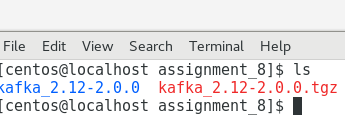 File Edit View Search Terminal Help
[centos@localhost assignment_8]$ ls
kafka_2.12-2.0.0  kafka_2.12-2.0.0.tgz
[centos@localhost assignment_8]$